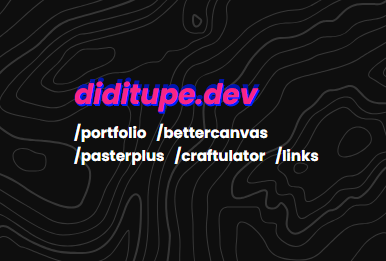 diditupe.dev
/portfolio /bettercanvas
/pasterplus /craftulator /links